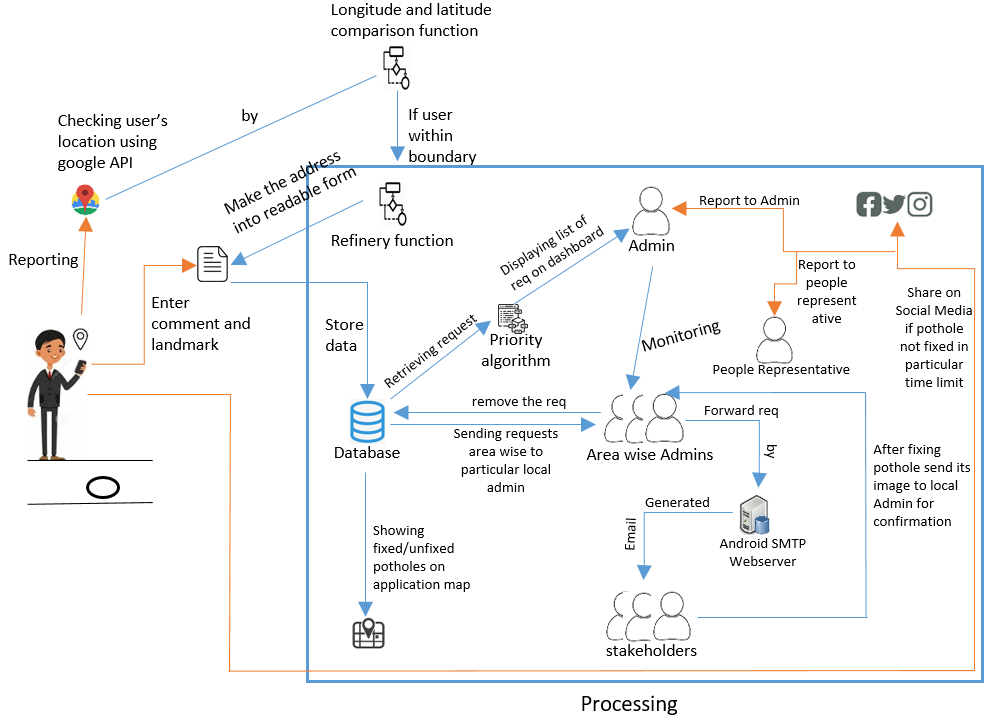 Longitude and latitude
comparison function
Checking user's
location using
google API
by
If user
within
boundary
Make the address
into readable form
Refinery function
Reporting
Enter
comment and
landmark
Store
data
Database
Retrieving request
Priority
algorithm
Displaying list of
req on dashboard
Admin
Report to Admin
Report to
people
represent
ative
People Representative
Share on
Social Media
if pothole
not fixed in
particular
time limit
Monitoring
remove the req
Sending requests
area wise to
particular local
admin
Area wise Admins
Forward req
by
Android SMTP
Webserver
Generated
Email
stakeholders
After fixing
pothole send its
image to local
Admin for
confirmation
Showing
fixed/unfixed
potholes on
application map
Processing